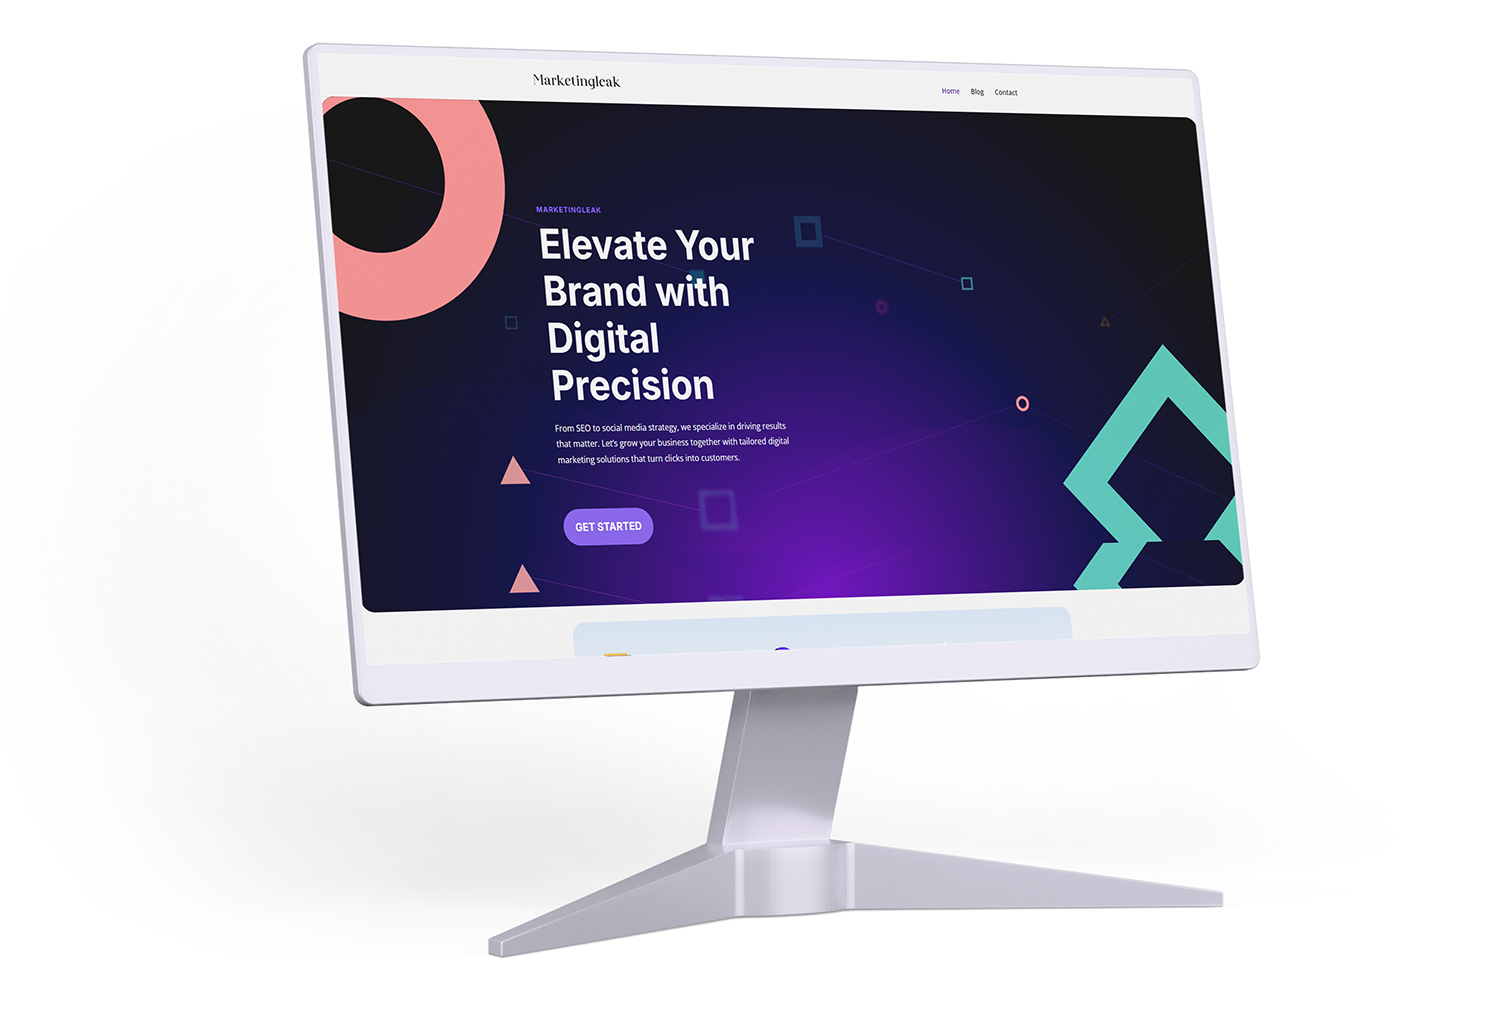 Marketingleak
Home Blog Contact
MARKETINGLEAK
Elevate Your
Brand with
Digital
Precision
From SEO to social media strategy, we specialize in driving results
that matter. Let's grow your business together with tailored digital
marketing solutions that turn clicks into customers.
GET STARTED